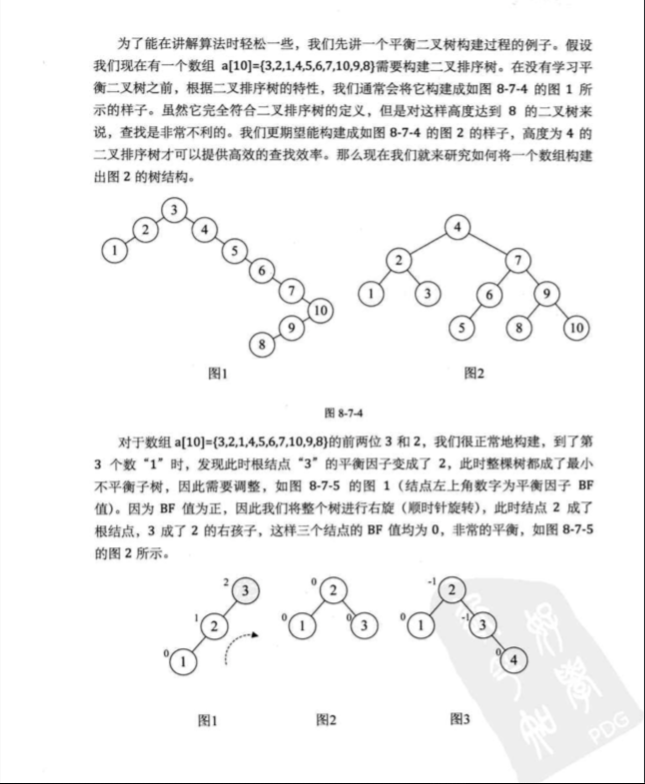 为了能在讲解算法时轻松一些，我们先讲一个平衡二叉树构建过程的例子。假设
我们现在有一个数组 a[10]={3,2,1,4,5,6,7,10,9,8}需要构建二叉排序树。在没有学习平
衡二叉树之前，根据二叉排序树的特性，我们通常会将它构建成如图 8-7-4 的图 1 所
示的样子。虽然它完全符合二叉排序树的定义，但是对这样高度达到 8 的二叉树来
说，查找是非常不利的。我们更期望能构建成如图 8-7-4 的图 2 的样子，高度为 4 的
二叉排序树才可以提供高效的查找效率。那么现在我们就来研究如何将一个数组构建
出图 2 的树结构。
3
2 4
1 5
6
7
10
9
8
图1
4
2 7
1 3 6 9
5 8 10
图2
图 8-7-4
对于数组 a[10]={3,2,1,4,5,6,7,10,9,8}的前两位 3 和 2，我们很正常地构建，到了第
3 个数“1”时，发现此时根结点“3”的平衡因子变成了 2，此时整棵树都成了最小
不平衡子树，因此需要调整，如图 8-7-5 的图 1（结点左上角数字为平衡因子 BF
值）。因为 BF 值为正，因此我们将整个树进行右旋（顺时针旋转），此时结点 2 成了
根结点，3 成了 2 的右孩子，这样三个结点的 BF 值均为 0，非常的平衡，如图 8-7-5
的图 2 所示。
2 3
1 2
0 1
图1
0 2
0 1 0 3
图2
-1 2
0 1 -1 3
0 4
图3
PDG